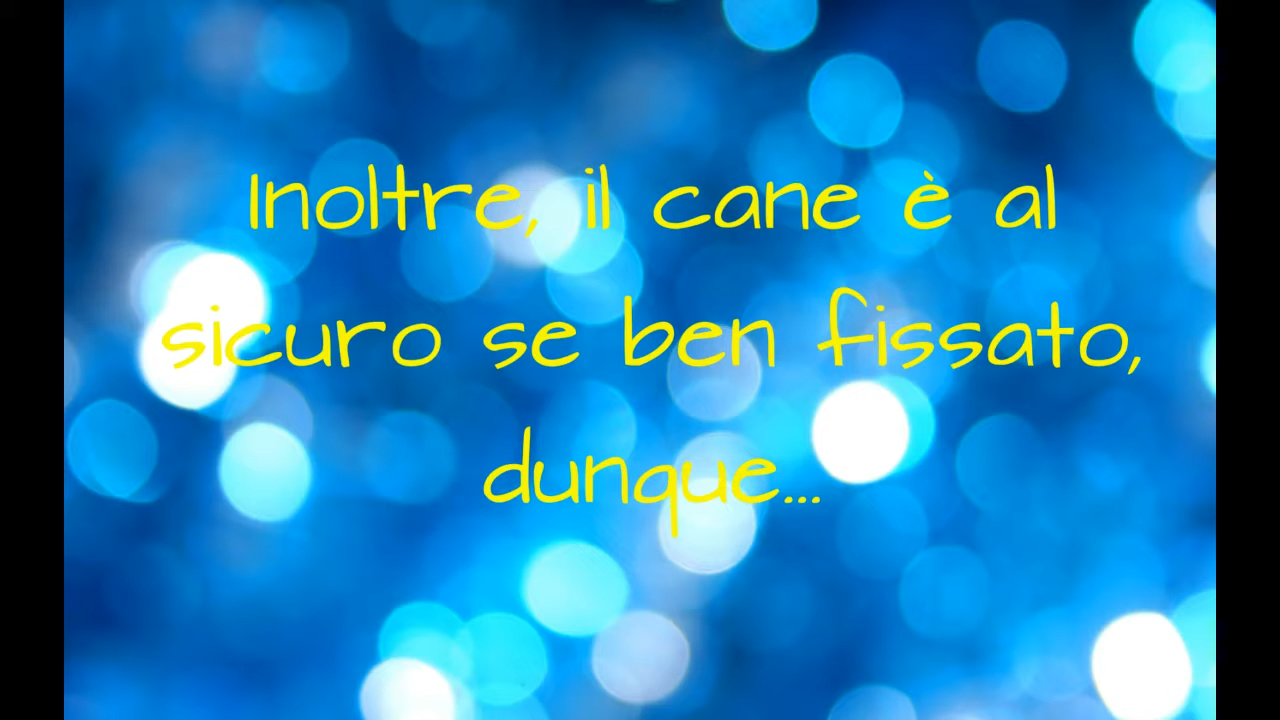 Inoltre, il cane è al
sicuro se ben fissato,
dunque...